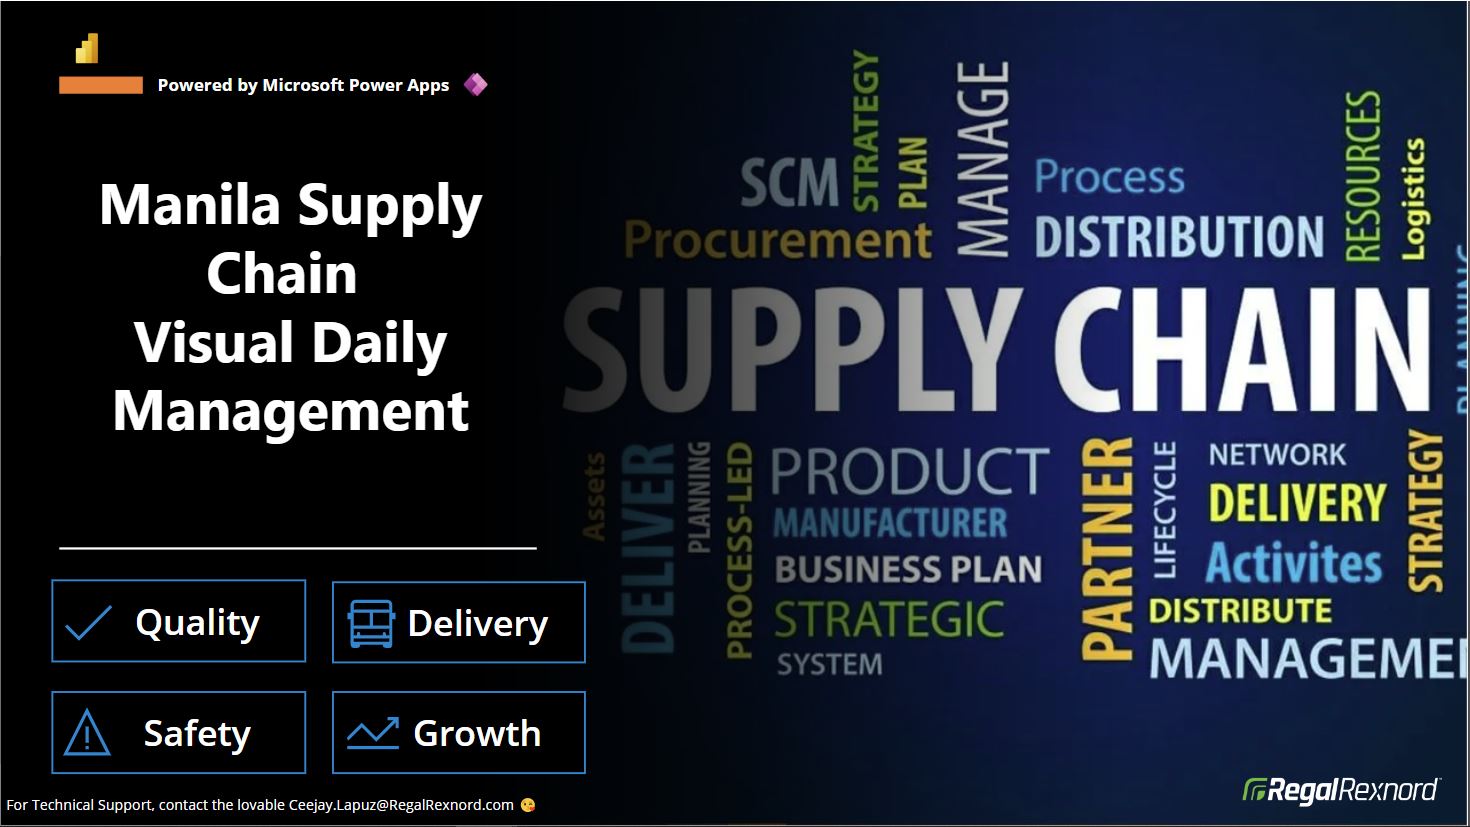 Powered by Microsoft Power Apps
Manila Supply
Chain
Visual Daily
Management
Quality
Delivery
Safety
Growth
For Technical Support, contact the lovable Ceejay.Lapuz@RegalRexnord.com 😘
SCM
STRATEGY
PLAN
MANAGE
Process
RESOURCES
Logistics
Procurement
DISTRIBUTION
PLANNING
SUPPLY CHAIN
Assets
DELIVER
PLANNING
PROCESS-LED
PRODUCT
MANUFACTURER
BUSINESS PLAN
STRATEGIC
SYSTEM
PARTNER
LIFECYCLE
NETWORK
DELIVERY
Activites
STRATEGY
DISTRIBUTE
MANAGEME
RegalRexnord